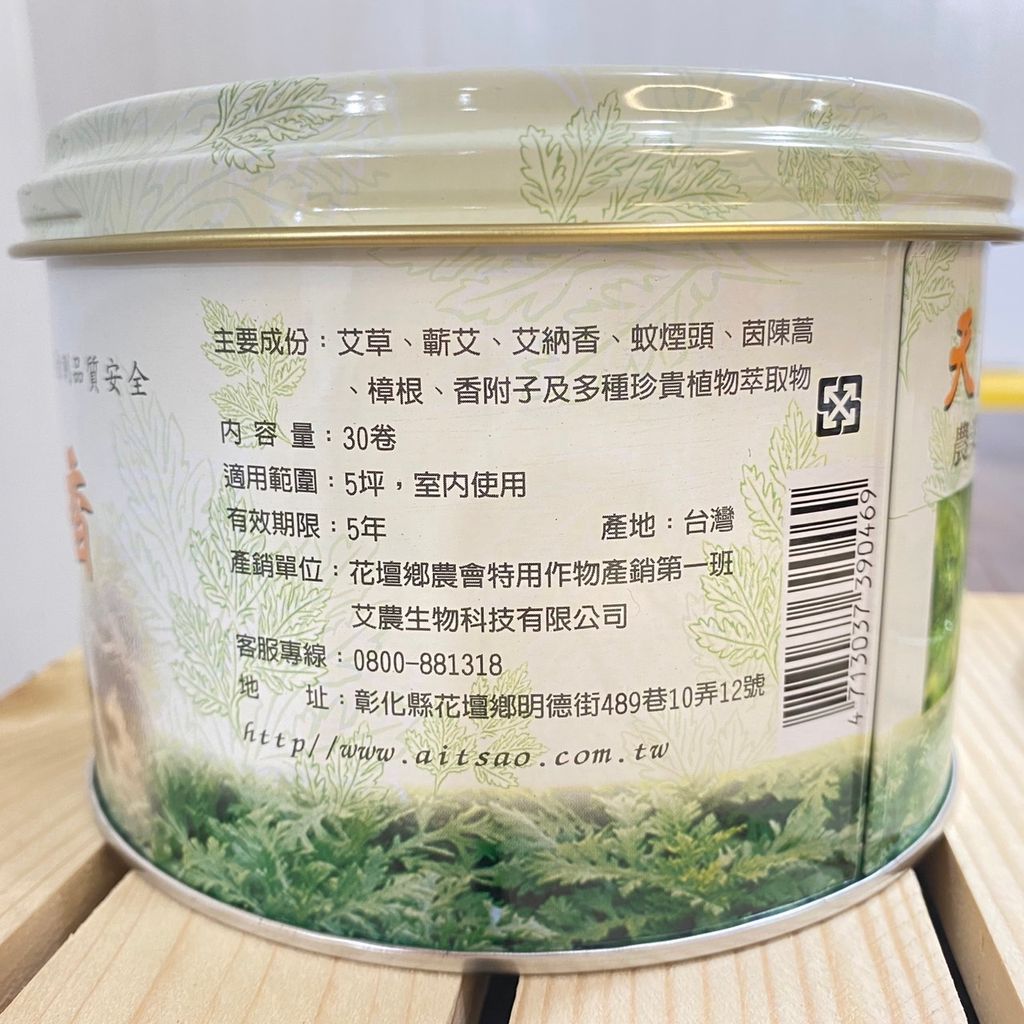 品質安全
香
主要成份：艾草、蘄艾、艾納香、蚊煙頭、茵陳蒿
、樟根、香附子及多種珍貴植物萃取物
內容量：30卷
適用範圍：5坪，室內使用
有效期限：5年 產地：台灣
產銷單位：花壇鄉農會特用作物產銷第一班
艾農生物科技有限公司
客服專線：0800-881318
地 址：彰化縣花壇鄉明德街489巷10弄12號
http//www.aitsao.com.tw
4713037390469
天
農